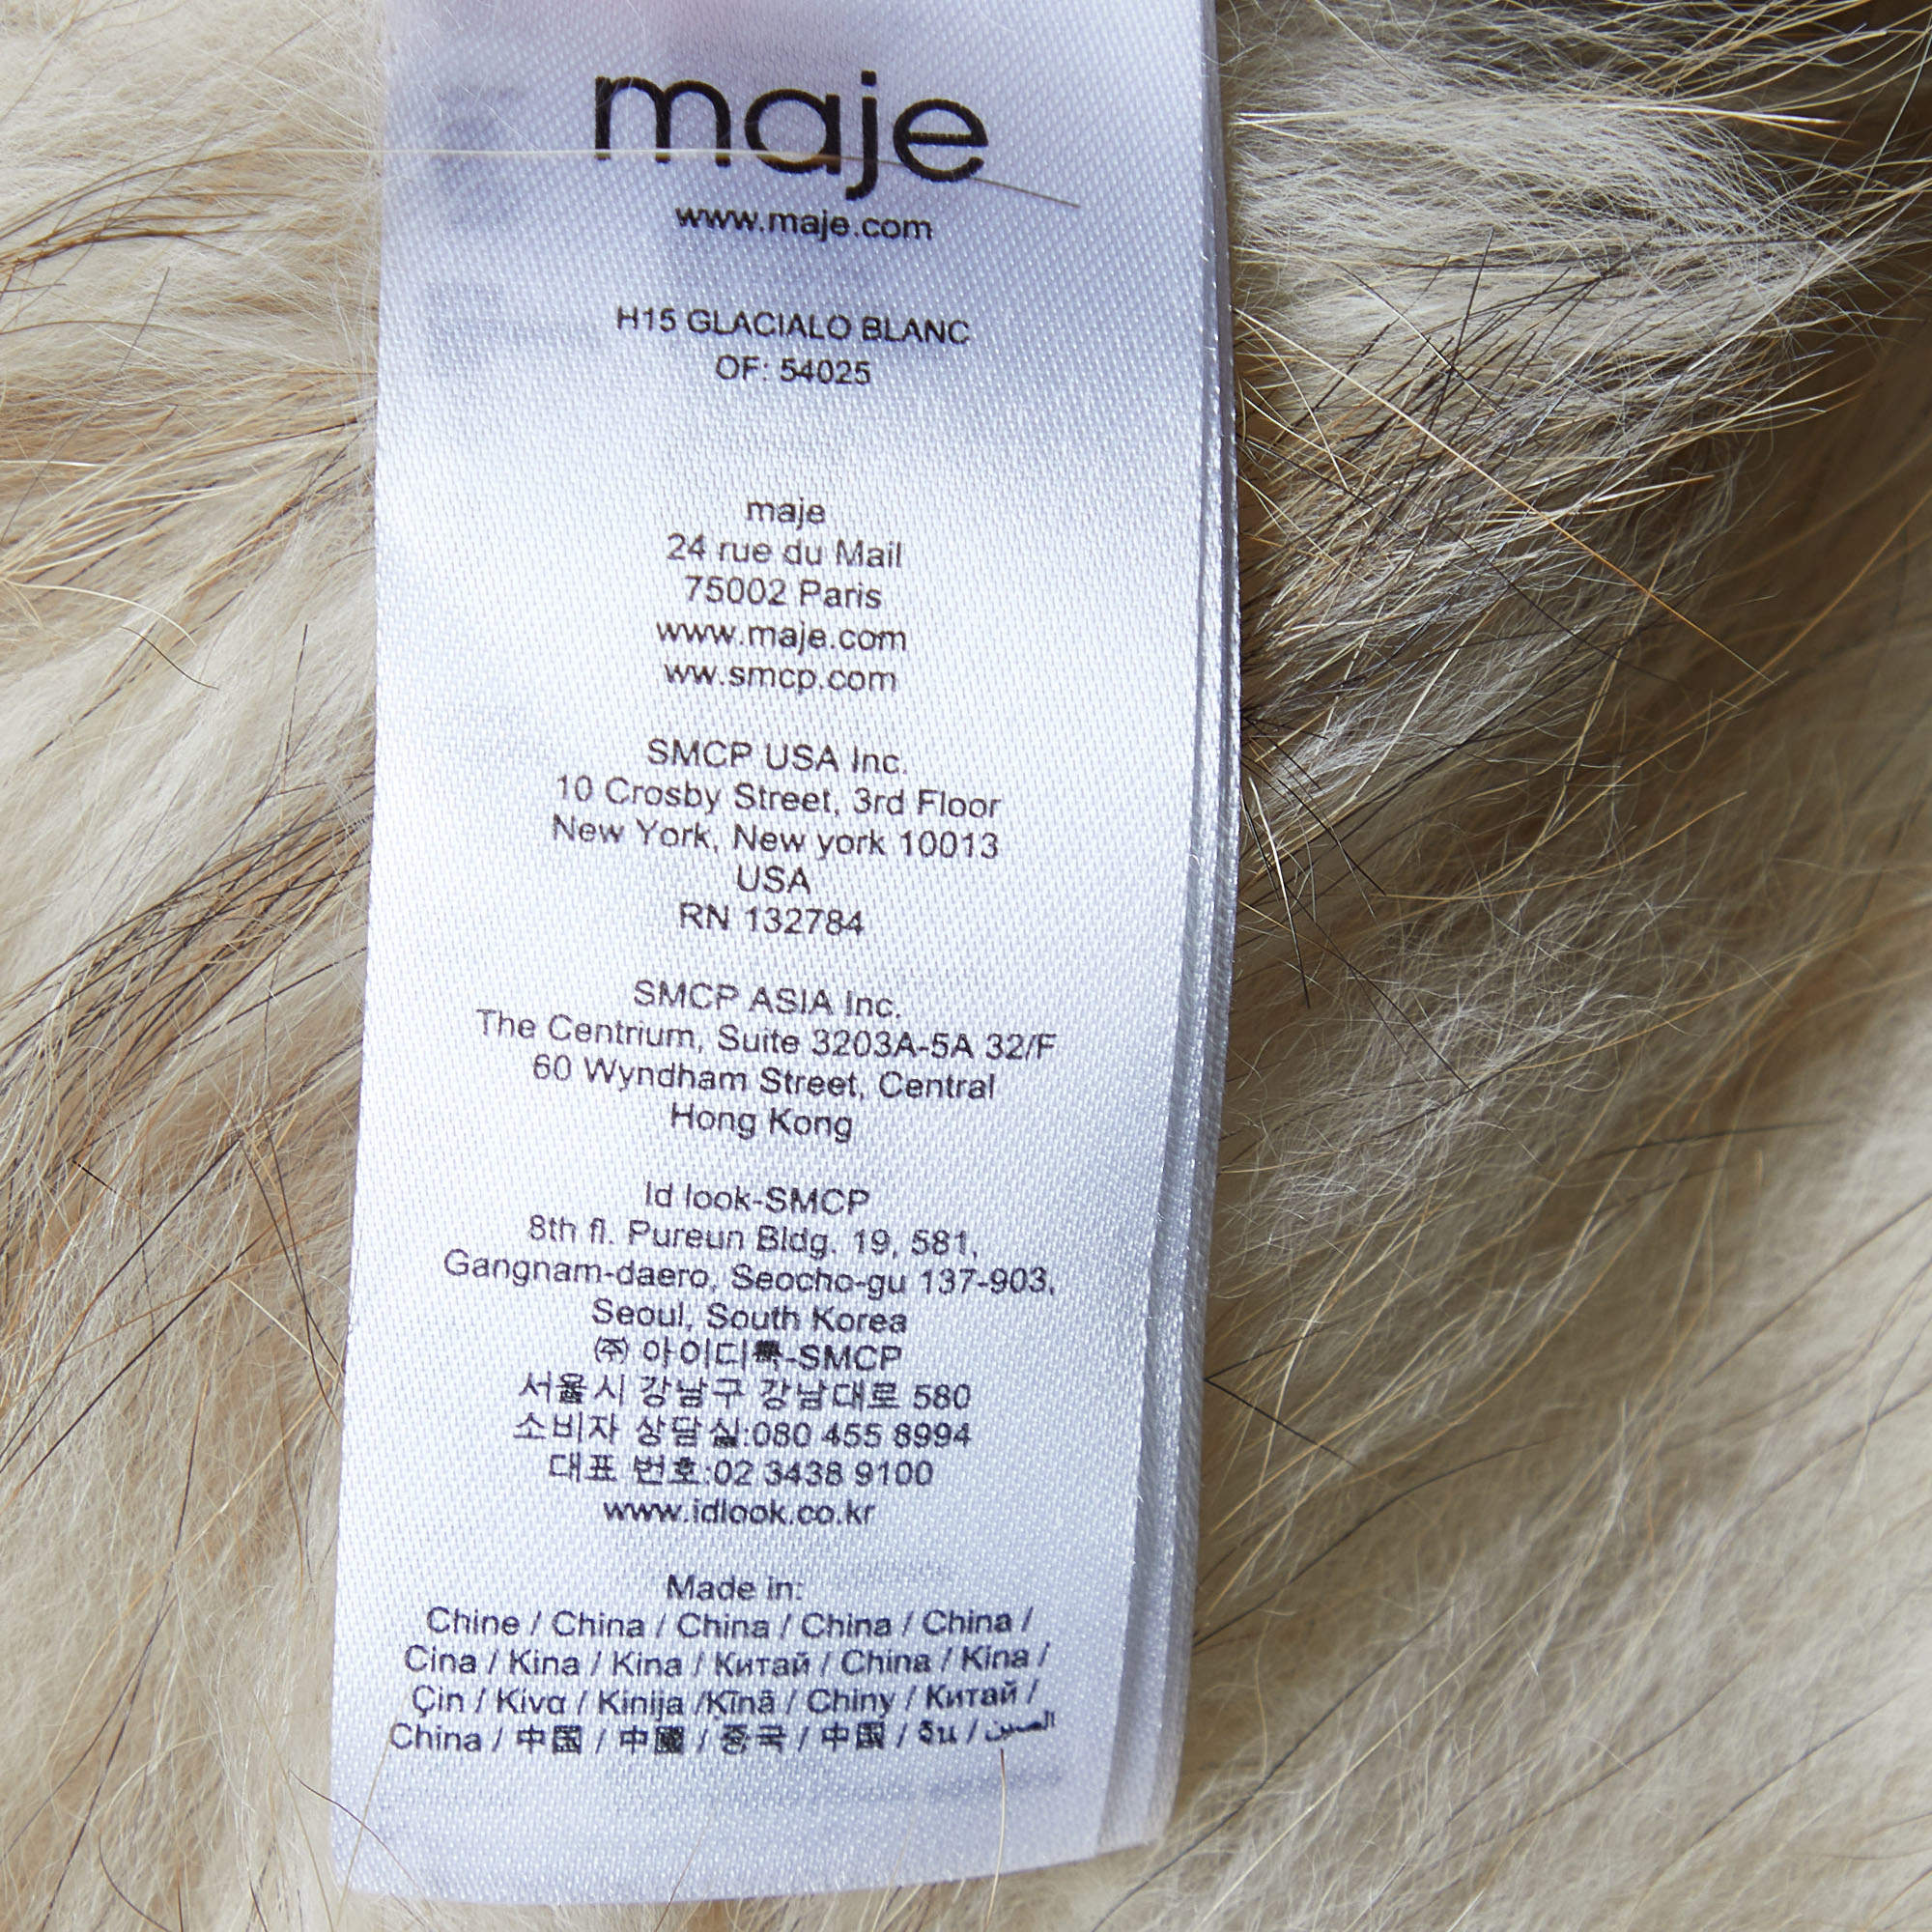 maje
www.maje.com
H15 GLACIALO BLANC
OF: 54025
maje
24 rue du Mail
75002 Paris
www.maje.com
ww.smcp.com
SMCP USA Inc.
10 Crosby Street, 3rd Floor
New York, New york 10013
USA
RN 132784
SMCP ASIA Inc.
The Centrium, Suite 3203A-5A 32/F
60 Wyndham Street, Central
Hong Kong
Id look-SMCP
8th fl. Pureun Bldg. 19, 581,
Gangnam-daero, Seocho-gu 137-903,
Seoul, South Korea
㈜ 아이디룩-SMCP
서울시 강남구 강남대로 580
소비자 상담실:080 455 8994
대표 번호:02 3438 9100
www.idlook.co.kr
Made in:
Chine / China / China / China / China /
Cina / Kina / Kina / Китай / China / Kina /
Çin / Kίνα / Kinija /Ķīnā / Chiny / Китай /
China / 中国 / 中國 / 중국 / 中国 / จีน / الصين